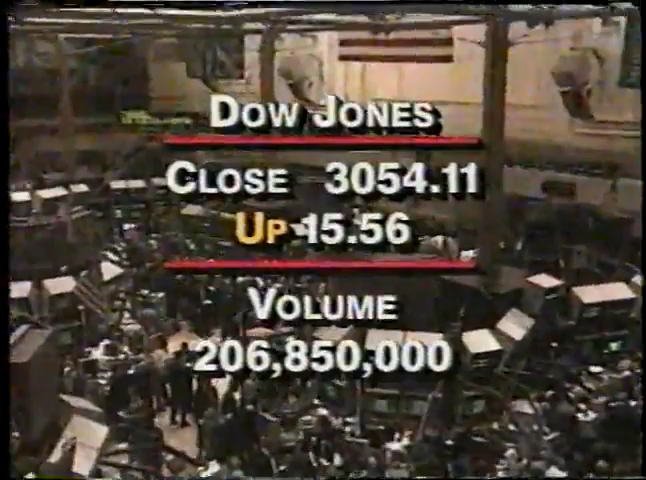 DOW JONES
CLOSE 3054.11
UP 15.56
VOLUME
206,850,000